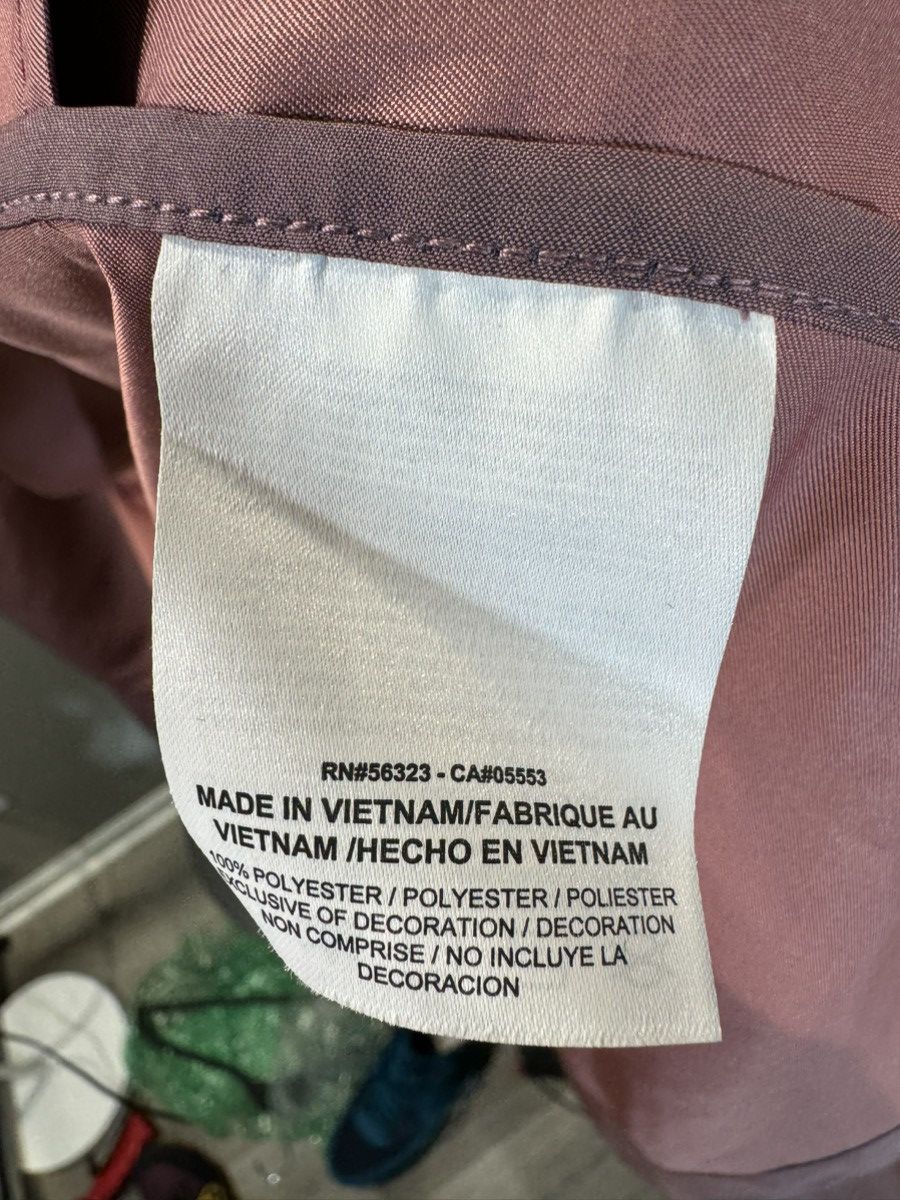 RN#56323 - CA#05553
MADE IN VIETNAM/FABRIQUE AU
VIETNAM /HECHO EN VIETNAM
100% POLYESTER / POLYESTER / POLIESTER
EXCLUSIVE OF DECORATION / DECORATION
NON COMPRISE / NO INCLUYE LA
DECORACION